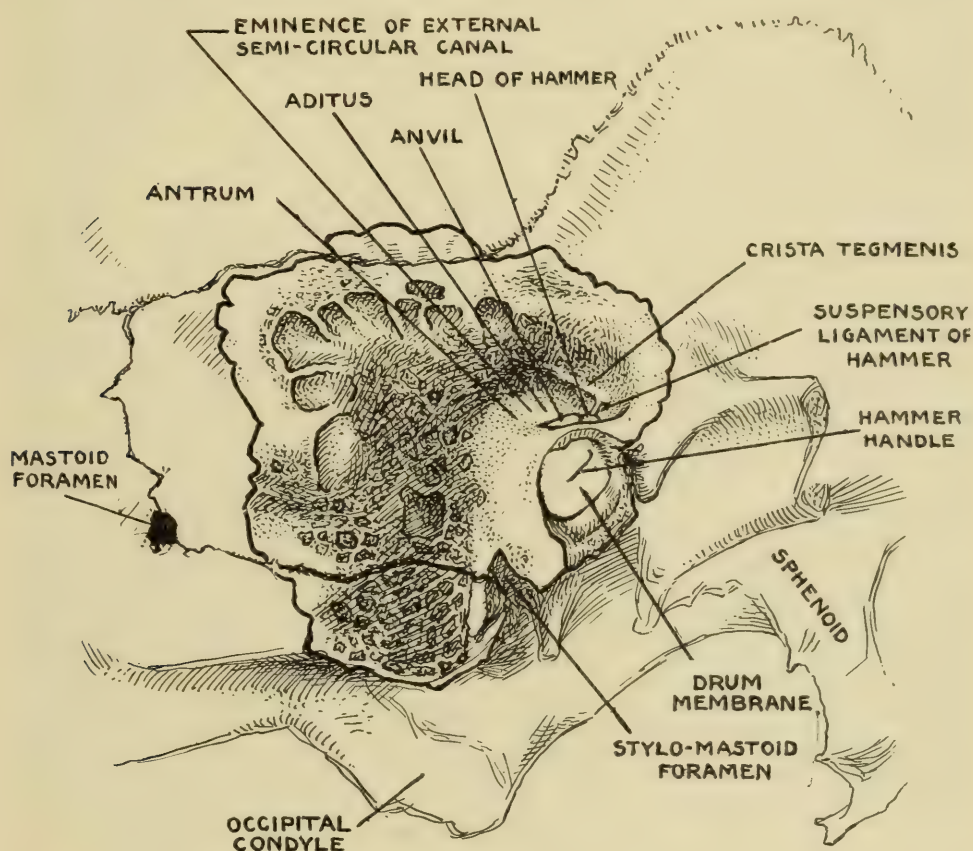 EMINENCE OF EXTERNAL
SEMI-CIRCULAR CANAL
HEAD OF HAMMER
ADITUS
ANVIL
ANTRUM
CRISTA TEGMENIS
SUSPENSORY
LIGAMENT OF
HAMMER
HAMMER
HANDLE
MASTOID
FORAMEN
SPHENOID
DRUM
MEMBRANE
STYLO-MASTOID
FORAMEN
OCCIPITAL
CONDYLE